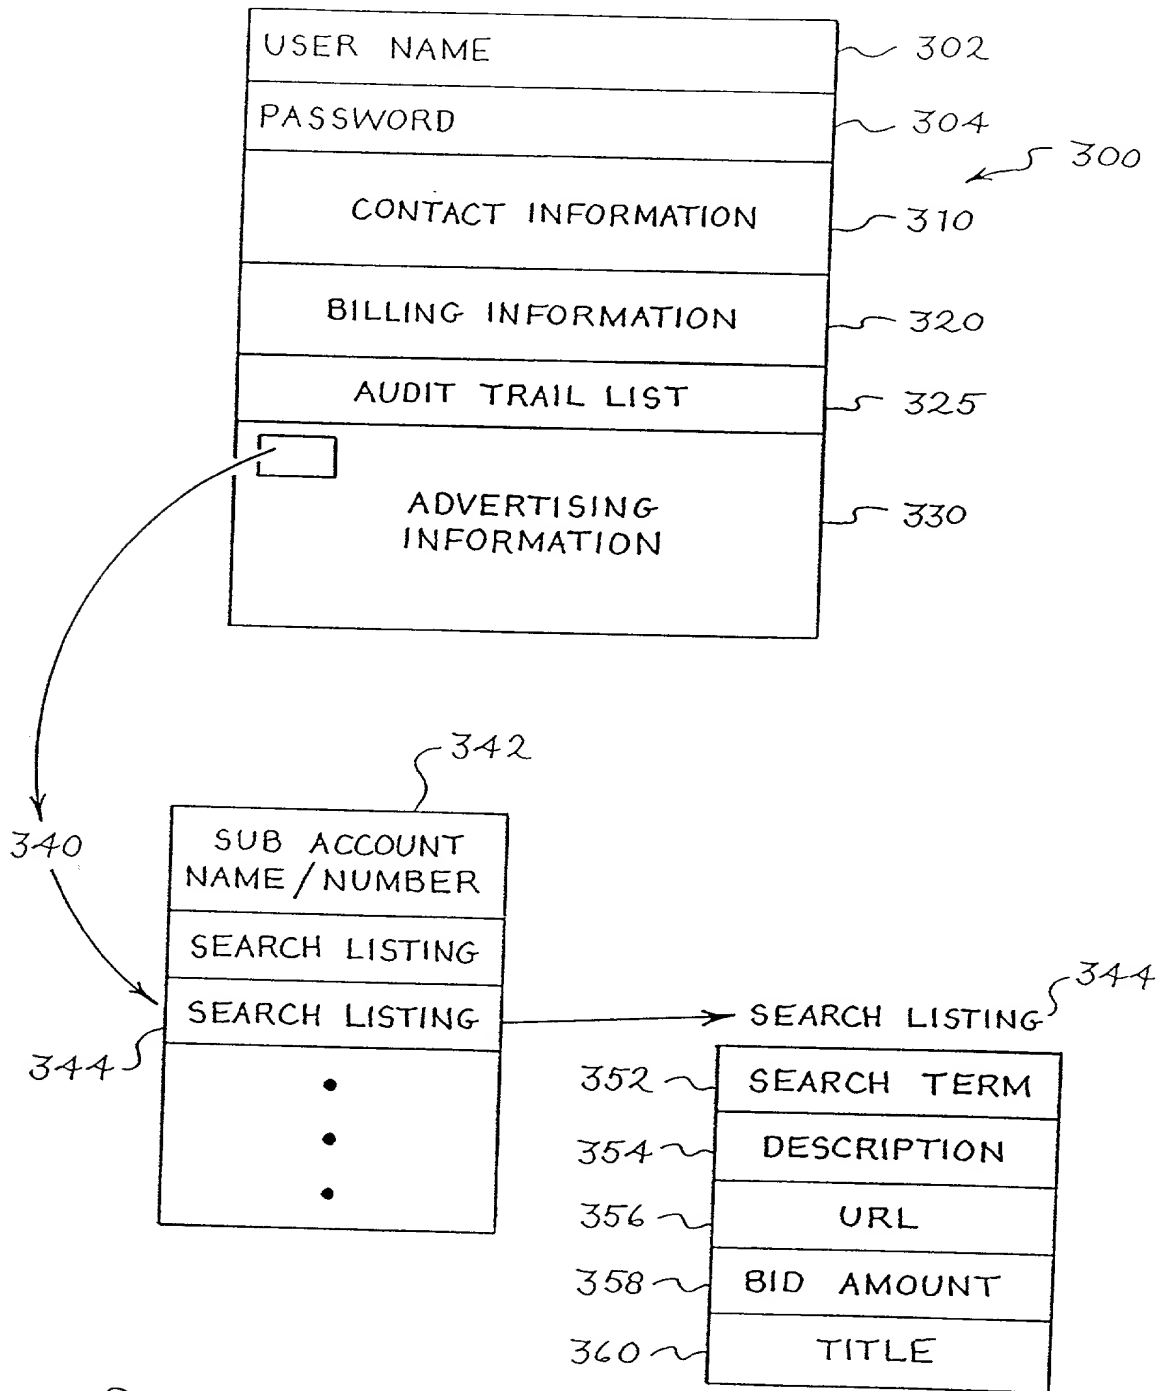 USER NAME
302
PASSWORD
304
300
CONTACT INFORMATION
310
BILLING INFORMATION
320
AUDIT TRAIL LIST
325
ADVERTISING
INFORMATION
330
342
340
SUB ACCOUNT
NAME/NUMBER
SEARCH LISTING
SEARCH LISTING
344
344
SEARCH LISTING
352
SEARCH TERM
354
DESCRIPTION
356
URL
358
BID AMOUNT
360
TITLE